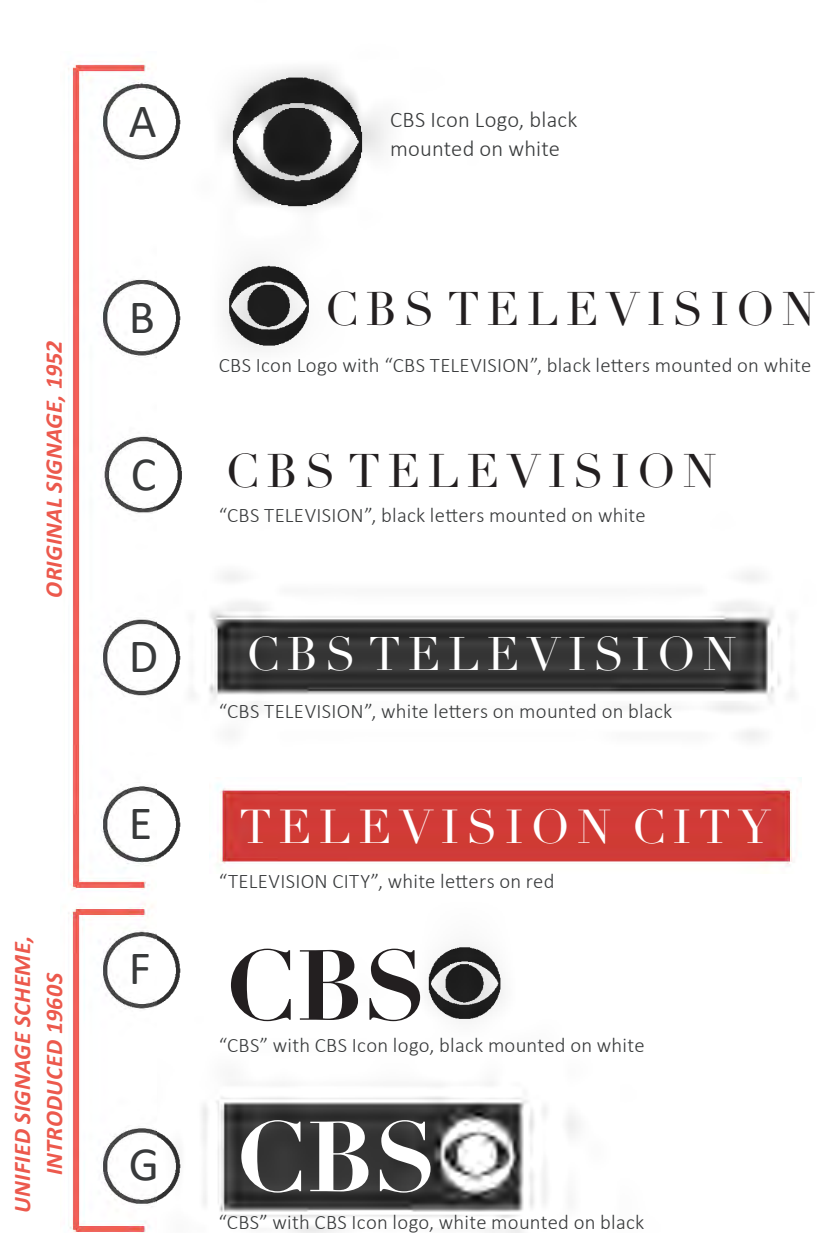 ORIGINAL SIGNAGE, 1952
A
CBS Icon Logo, black
mounted on white
B
CBS TELEVISION
CBS Icon Logo with “CBS TELEVISION”, black letters mounted on white
C
CBS TELEVISION
“CBS TELEVISION”, black letters mounted on white
D
CBS TELEVISION
“CBS TELEVISION”, white letters on mounted on black
E
TELEVISION CITY
“TELEVISION CITY”, white letters on red
UNIFIED SIGNAGE SCHEME,
INTRODUCED 1960S
F
CBS
“CBS” with CBS Icon logo, black mounted on white
G
CBS
“CBS” with CBS Icon logo, white mounted on black